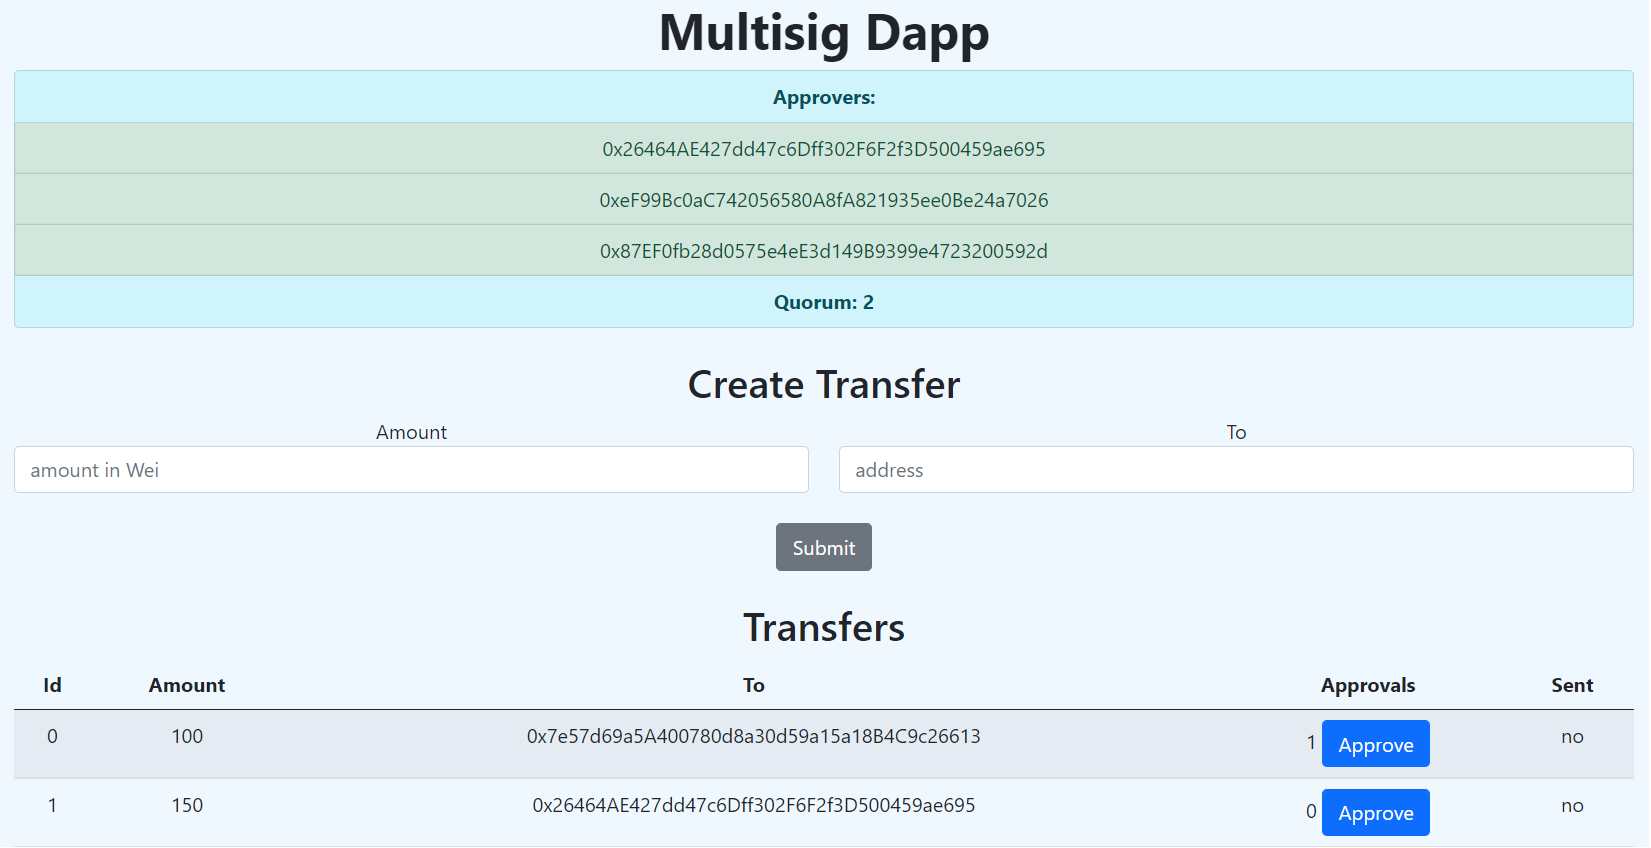 Multisig Dapp
Approvers:
0x26464AE427dd47c6Dff302F6F2f3D500459ae695
0xeF99Bc0aC742056580A8fA821935ee0Be24a7026
0x87EF0fb28d0575e4eE3d149B9399e4723200592d
Quorum: 2
Create Transfer
Amount To
amount in Wei address
Submit
Transfers
Id Amount To Approvals Sent
0 100 0x7e57d69a5A400780d8a30d59a15a18B4C9c26613 1 Approve no
1 150 0x26464AE427dd47c6Dff302F6F2f3D500459ae695 0 Approve no